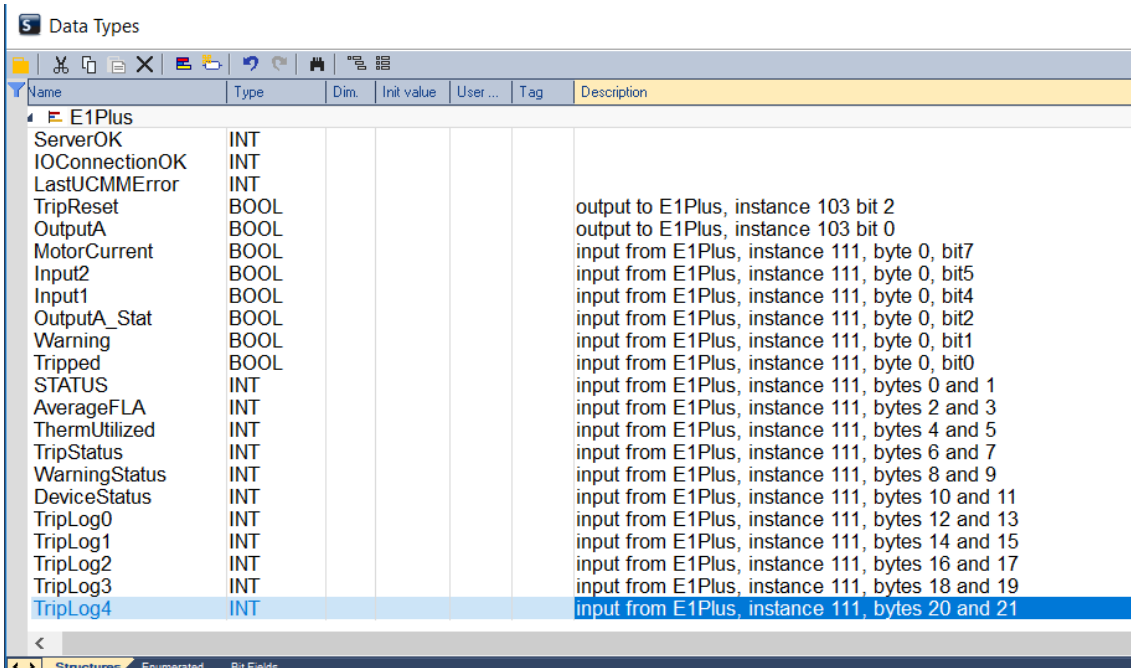 S Data Types
Name Type Dim. Init value User ... Tag Description
E1Plus
ServerOK INT
IOConnectionOK INT
LastUCMMError INT
TripReset BOOL output to E1Plus, instance 103 bit 2
OutputA BOOL output to E1Plus, instance 103 bit 0
MotorCurrent BOOL input from E1Plus, instance 111, byte 0, bit7
Input2 BOOL input from E1Plus, instance 111, byte 0, bit5
Input1 BOOL input from E1Plus, instance 111, byte 0, bit4
OutputA_Stat BOOL input from E1Plus, instance 111, byte 0, bit2
Warning BOOL input from E1Plus, instance 111, byte 0, bit1
Tripped BOOL input from E1Plus, instance 111, byte 0, bit0
STATUS INT input from E1Plus, instance 111, bytes 0 and 1
AverageFLA INT input from E1Plus, instance 111, bytes 2 and 3
ThermUtilized INT input from E1Plus, instance 111, bytes 4 and 5
TripStatus INT input from E1Plus, instance 111, bytes 6 and 7
WarningStatus INT input from E1Plus, instance 111, bytes 8 and 9
DeviceStatus INT input from E1Plus, instance 111, bytes 10 and 11
TripLog0 INT input from E1Plus, instance 111, bytes 12 and 13
TripLog1 INT input from E1Plus, instance 111, bytes 14 and 15
TripLog2 INT input from E1Plus, instance 111, bytes 16 and 17
TripLog3 INT input from E1Plus, instance 111, bytes 18 and 19
TripLog4 INT input from E1Plus, instance 111, bytes 20 and 21
Structures Enumerated Bit Fields